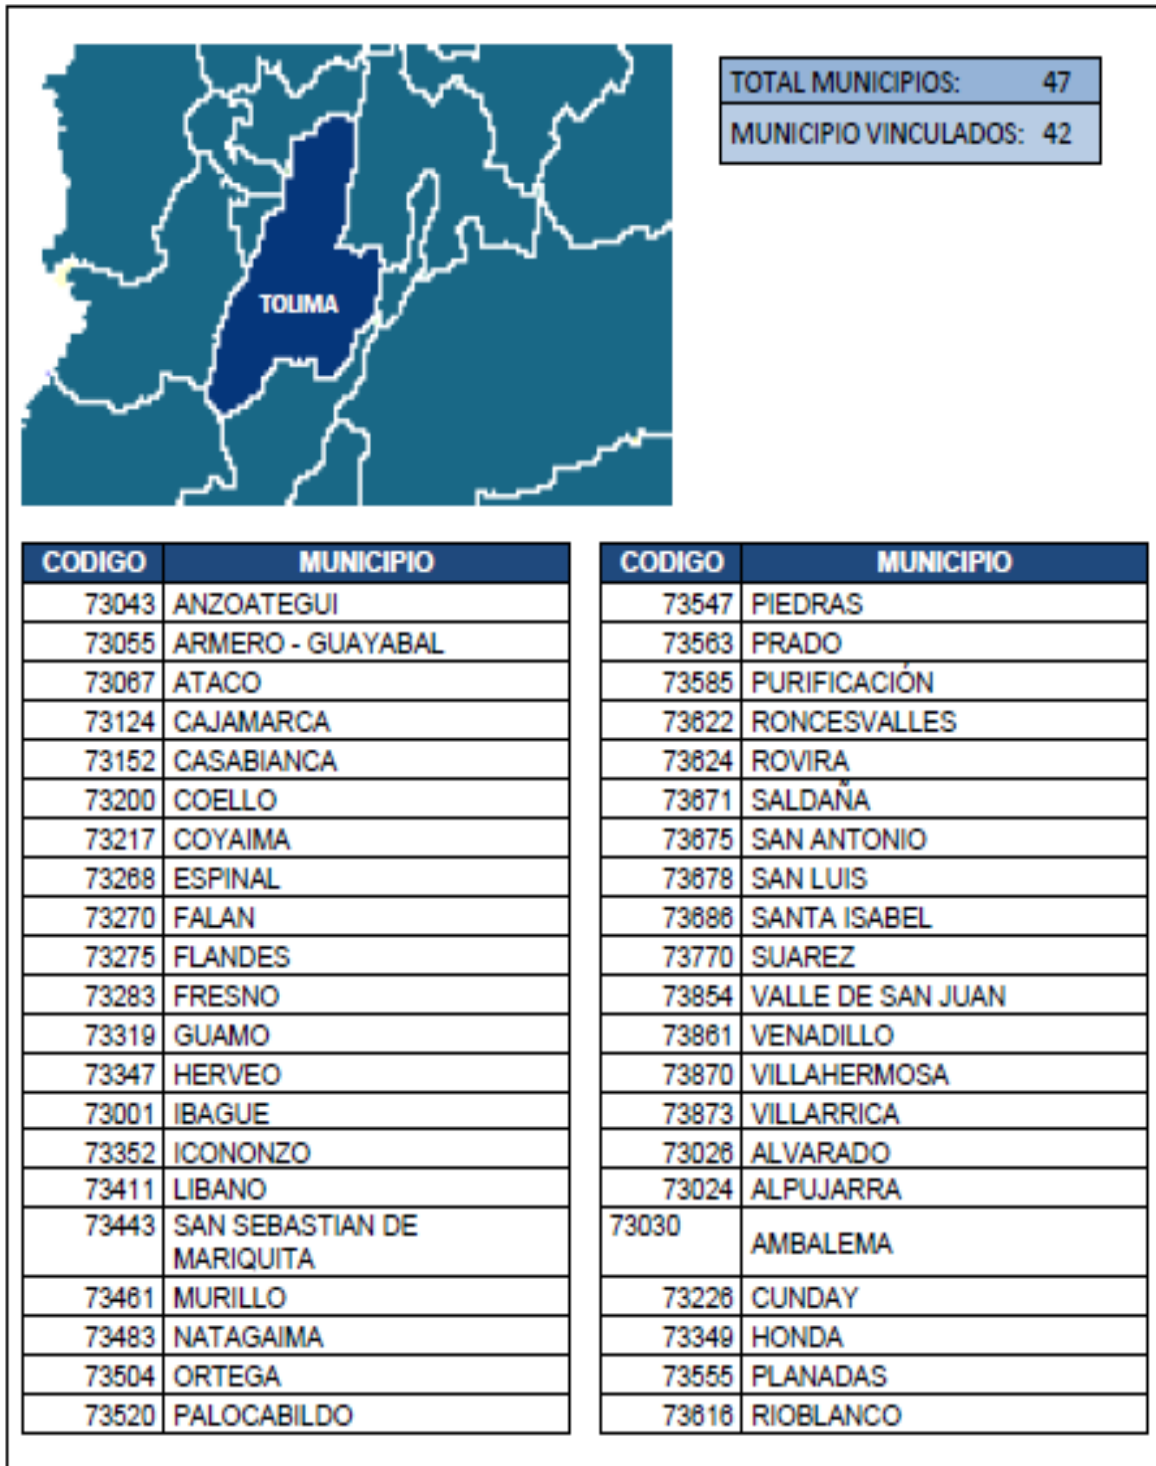 TOTAL MUNICIPIOS: 47
MUNICIPIO VINCULADOS: 42
TOLIMA
CODIGO MUNICIPIO
73043 ANZOATEGUI
73055 ARMERO - GUAYABAL
73067 ATACO
73124 CAJAMARCA
73152 CASABIANCA
73200 COELLO
73217 COYAIMA
73268 ESPINAL
73270 FALAN
73275 FLANDES
73283 FRESNO
73319 GUAMO
73347 HERVEO
73001 IBAGUE
73352 ICONONZO
73411 LIBANO
73443 SAN SEBASTIAN DE
MARIQUITA
73461 MURILLO
73483 NATAGAIMA
73504 ORTEGA
73520 PALOCABILDO
CODIGO MUNICIPIO
73547 PIEDRAS
73563 PRADO
73585 PURIFICACIÓN
73622 RONCESVALLES
73624 ROVIRA
73671 SALDAÑA
73675 SAN ANTONIO
73678 SAN LUIS
73686 SANTA ISABEL
73770 SUAREZ
73854 VALLE DE SAN JUAN
73861 VENADILLO
73870 VILLAHERMOSA
73873 VILLARRICA
73026 ALVARADO
73024 ALPUJARRA
73030 AMBALEMA
73226 CUNDAY
73349 HONDA
73555 PLANADAS
73616 RIOBLANCO